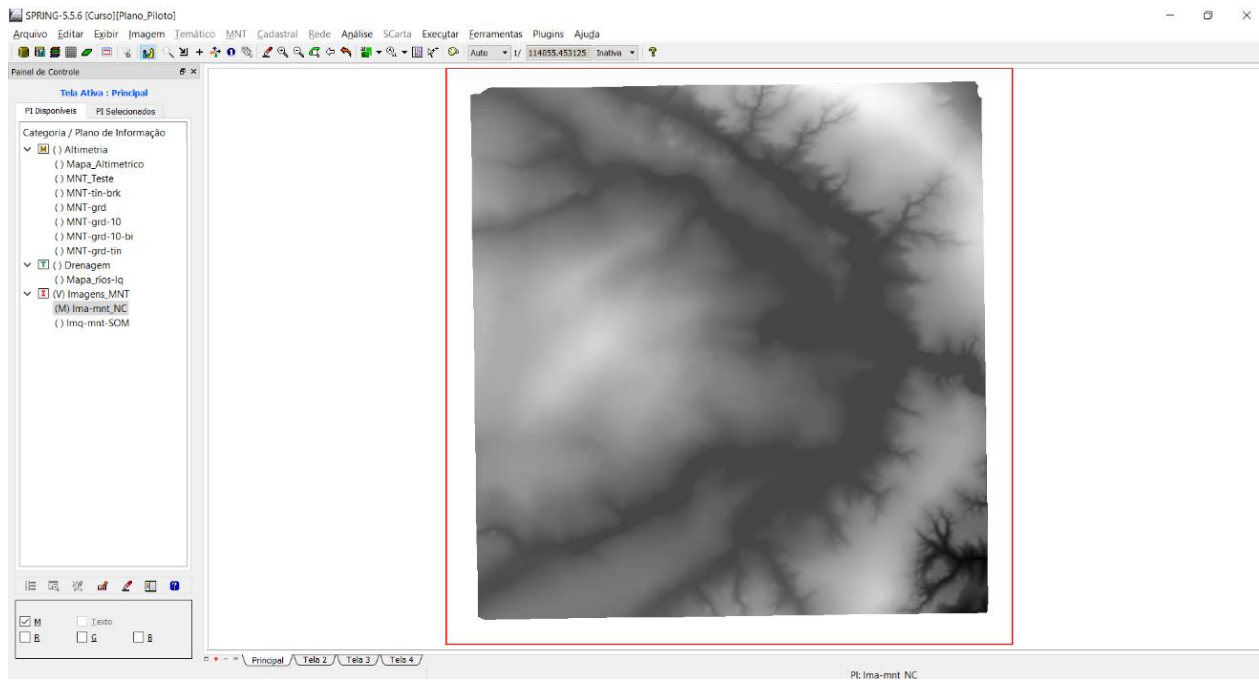 SPRING-5.5.6 [Curso][Plano_Piloto]
Arquivo Editar Exibir Imagem Temático MNT Cadastral Rede Análise SCarta Executar Ferramentas Plugins Ajuda
Auto 1/ 114055.453125 Inativa
Painel de Controle
Tela Ativa : Principal
PI Disponíveis PI Selecionados
Categoria / Plano de Informação
M () Altimetria
() Mapa_Altimetrico
() MNT_Teste
() MNT-tin-brk
() MNT-grd
() MNT-grd-10
() MNT-grd-10-bi
() MNT-grd-tin
T () Drenagem
() Mapa_rios-lq
I (V) Imagens_MNT
(M) Ima-mnt_NC
() Imq-mnt-SOM
M Texto
R G B
Principal Tela 2 Tela 3 Tela 4
PI: Ima-mnt_NC